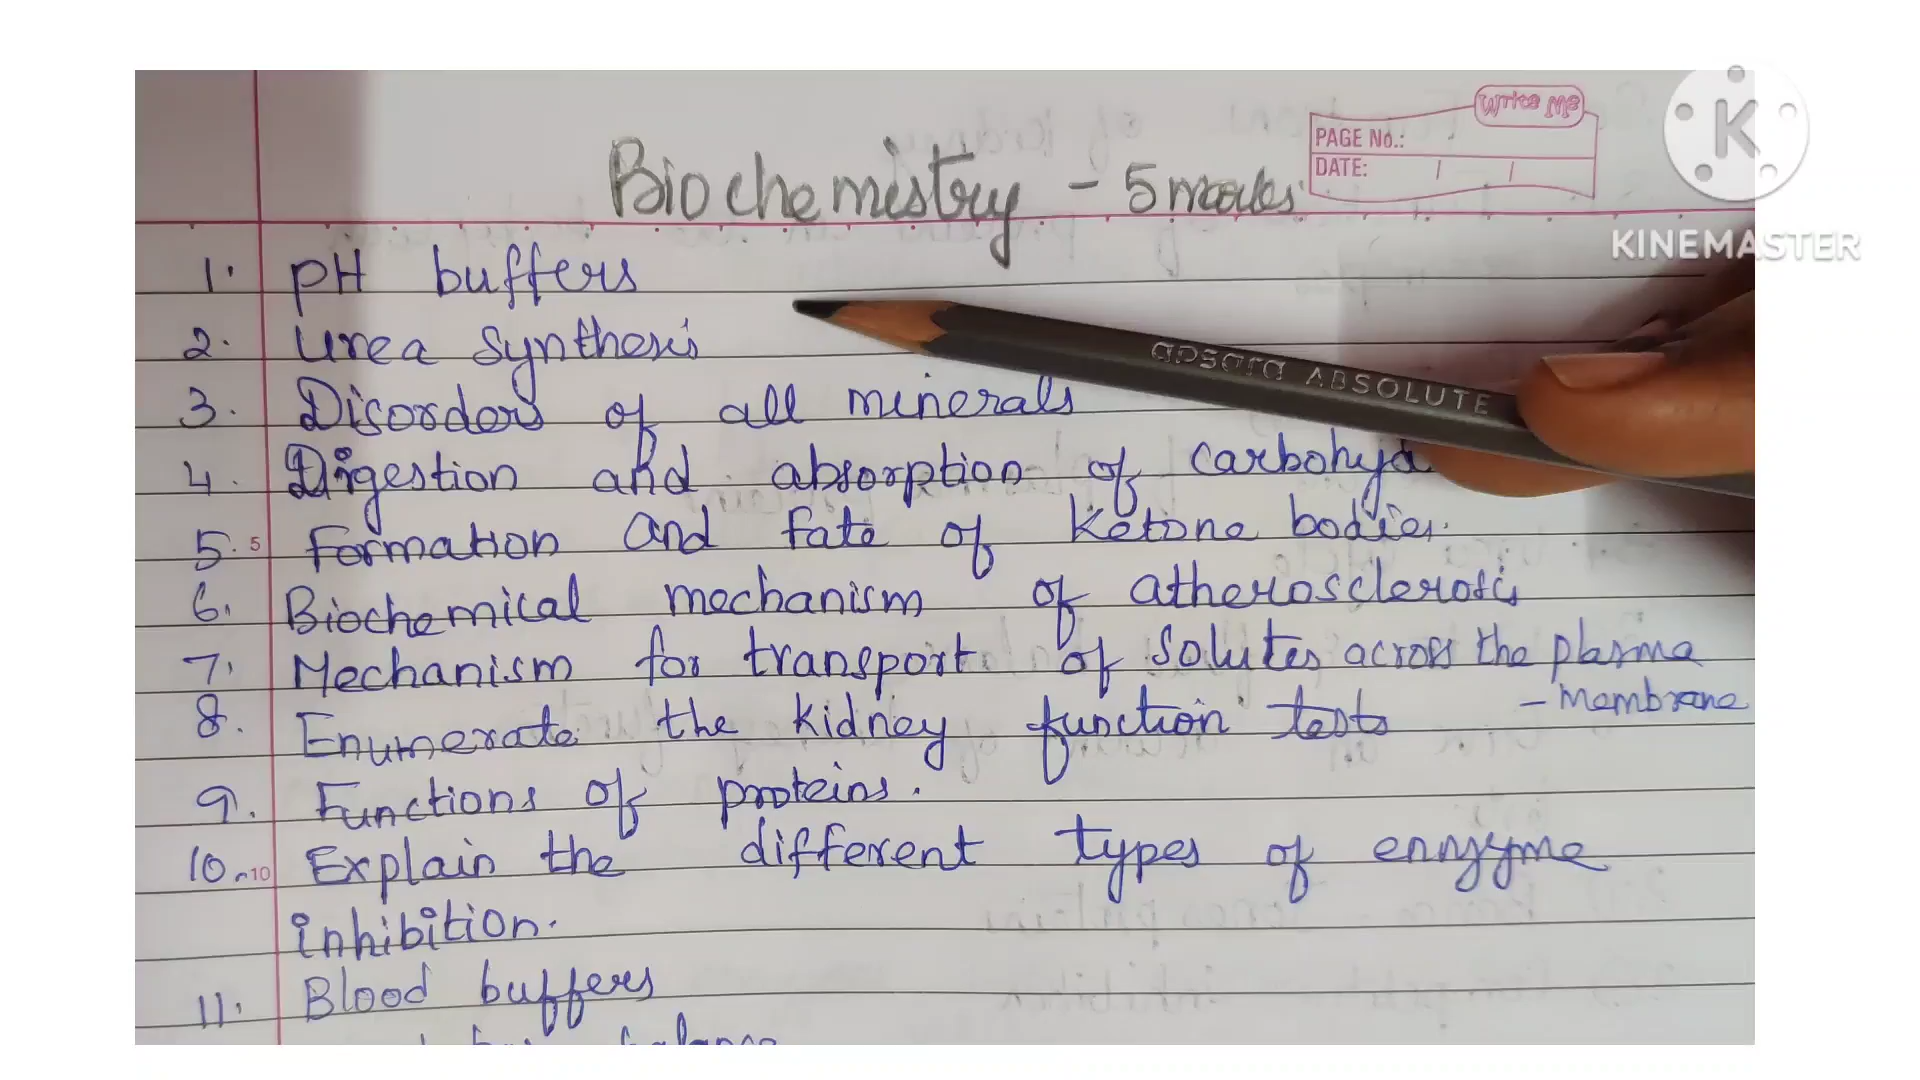 Write Me
PAGE No.:
DATE:
K
KINEMASTER
Biochemistry - 5 marks
1. pH buffers
2. Urea synthesis
apsara ABSOLUTE
3. Disorders of all minerals
4. Digestion and absorption of carbohyd
5. 5 Formation and fate of Ketone bodies.
6. Biochemical mechanism of atherosclerosis
7. Mechanism for transport of solutes across the plasma
- Membrane
8. Enumerate the kidney function tests
9. Functions of proteins.
10. 10 Explain the different types of enzyme
inhibition.
11. Blood buffers
balance